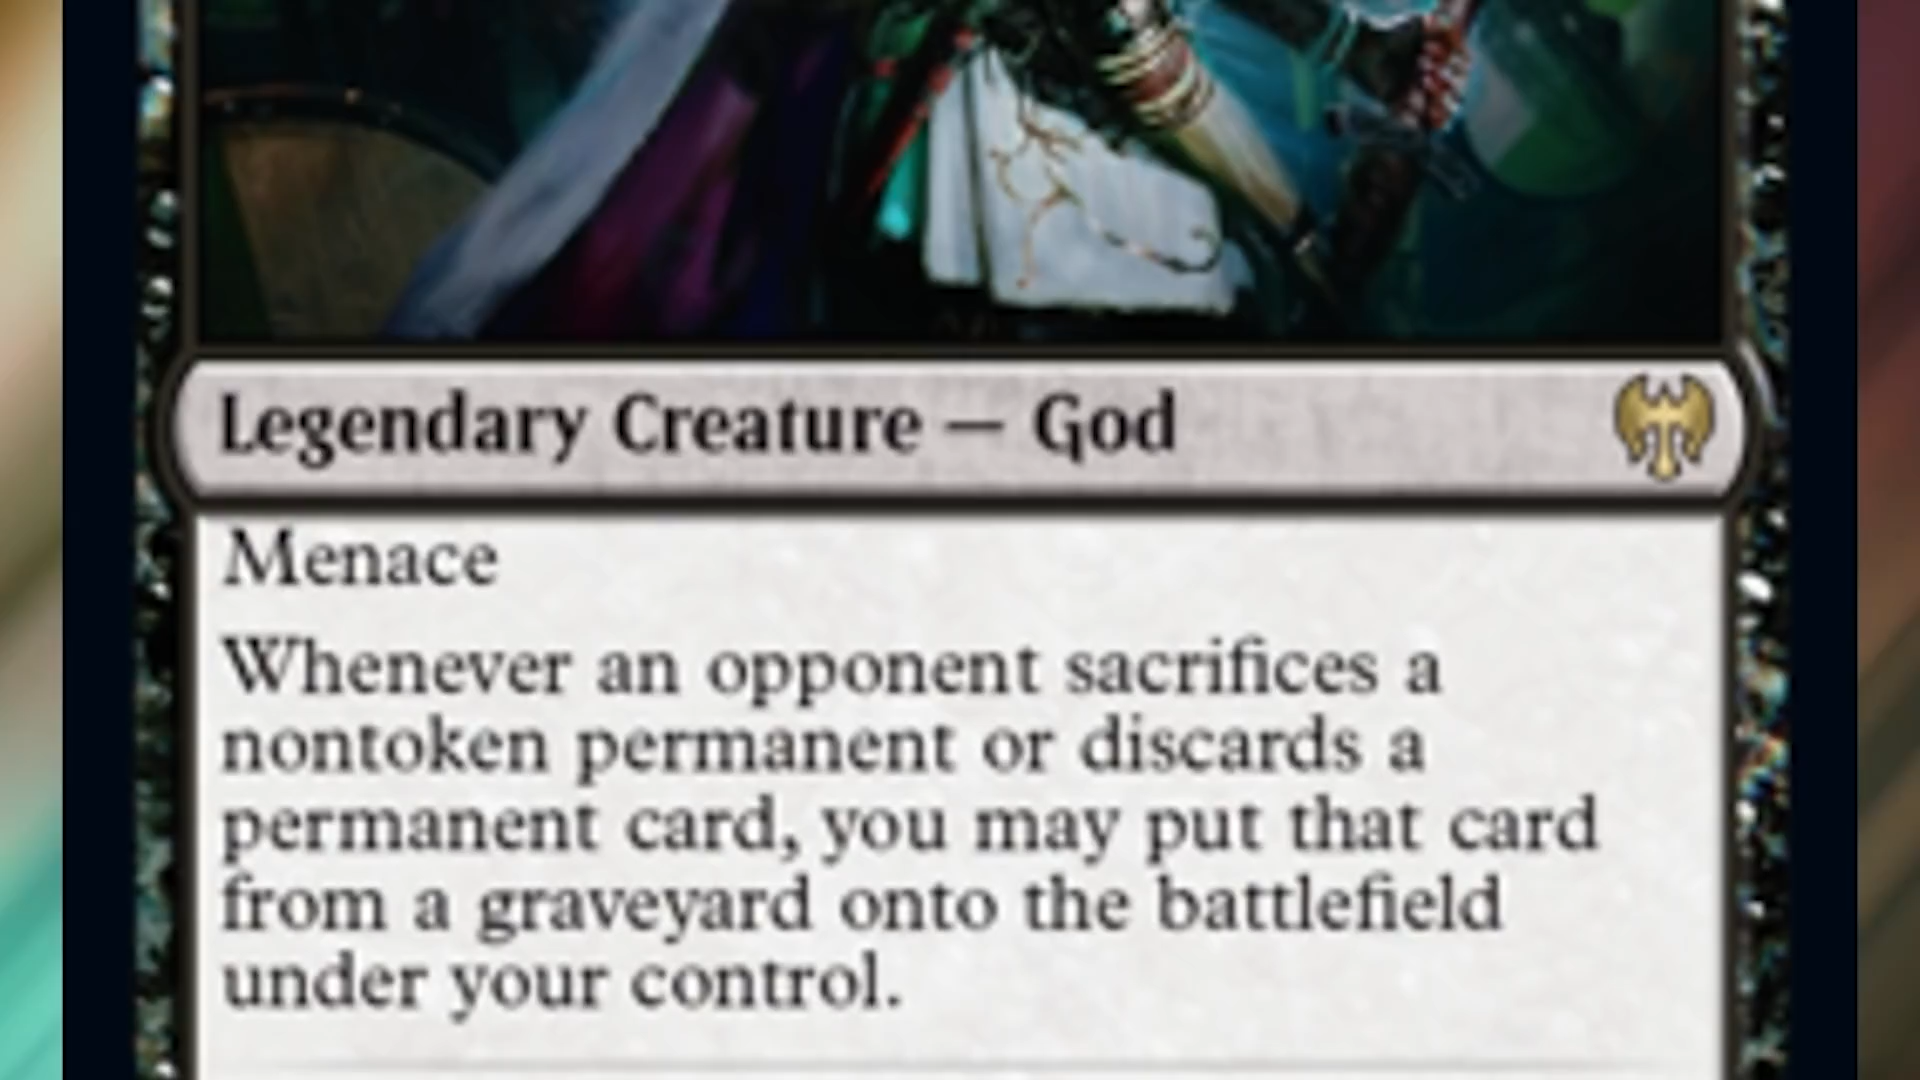 Legendary Creature — God
Menace
Whenever an opponent sacrifices a
nontoken permanent or discards a
permanent card, you may put that card
from a graveyard onto the battlefield
under your control.